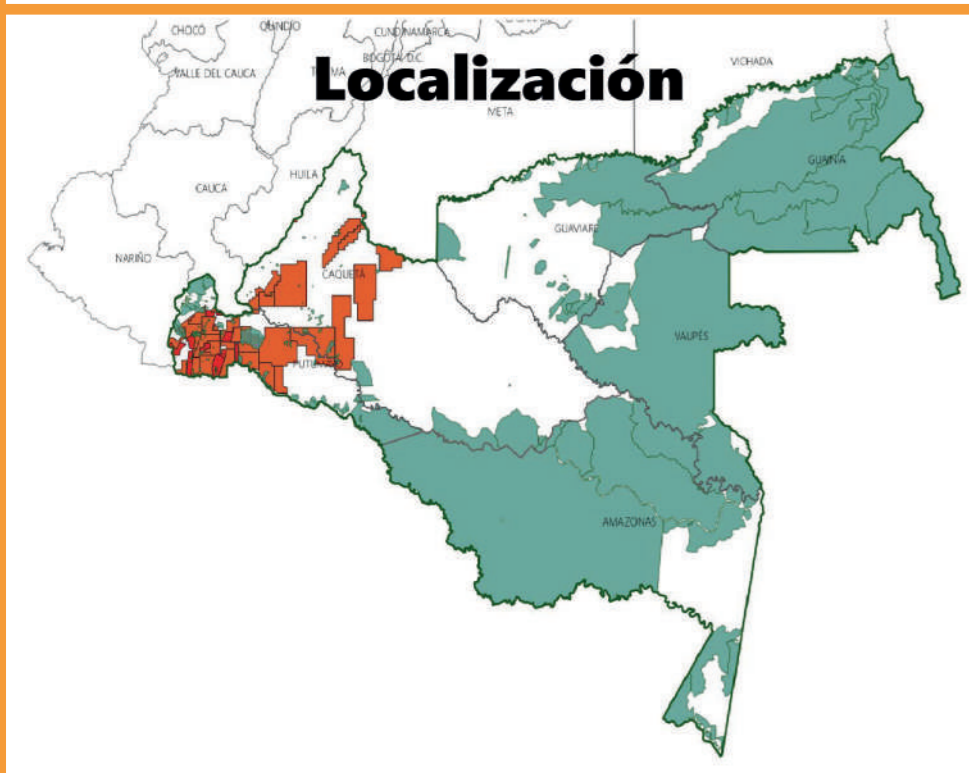 CHOCÓ
QUINDIO
CUNDINAMARCA
BOGOTÁ, D.C.
VALLE DEL CAUCA
VICHADA
Localización
META
GUAINÍA
HUILA
CAUCA
GUAVIARE
NARIÑO
CAQUETÁ
VAUPÉS
PUTUMAYO
AMAZONAS